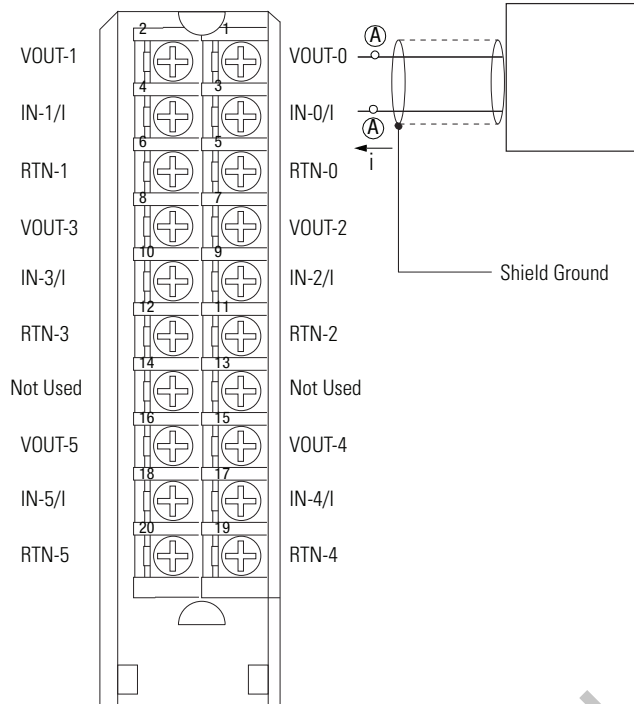 2 1
VOUT-1 VOUT-0 A
4 3
IN-1/I IN-0/I A
6 5 i
RTN-1 RTN-0
8 7
VOUT-3 VOUT-2
10 9
IN-3/I IN-2/I Shield Ground
12 11
RTN-3 RTN-2
14 13
Not Used Not Used
16 15
VOUT-5 VOUT-4
18 17
IN-5/I IN-4/I
20 19
RTN-5 RTN-4